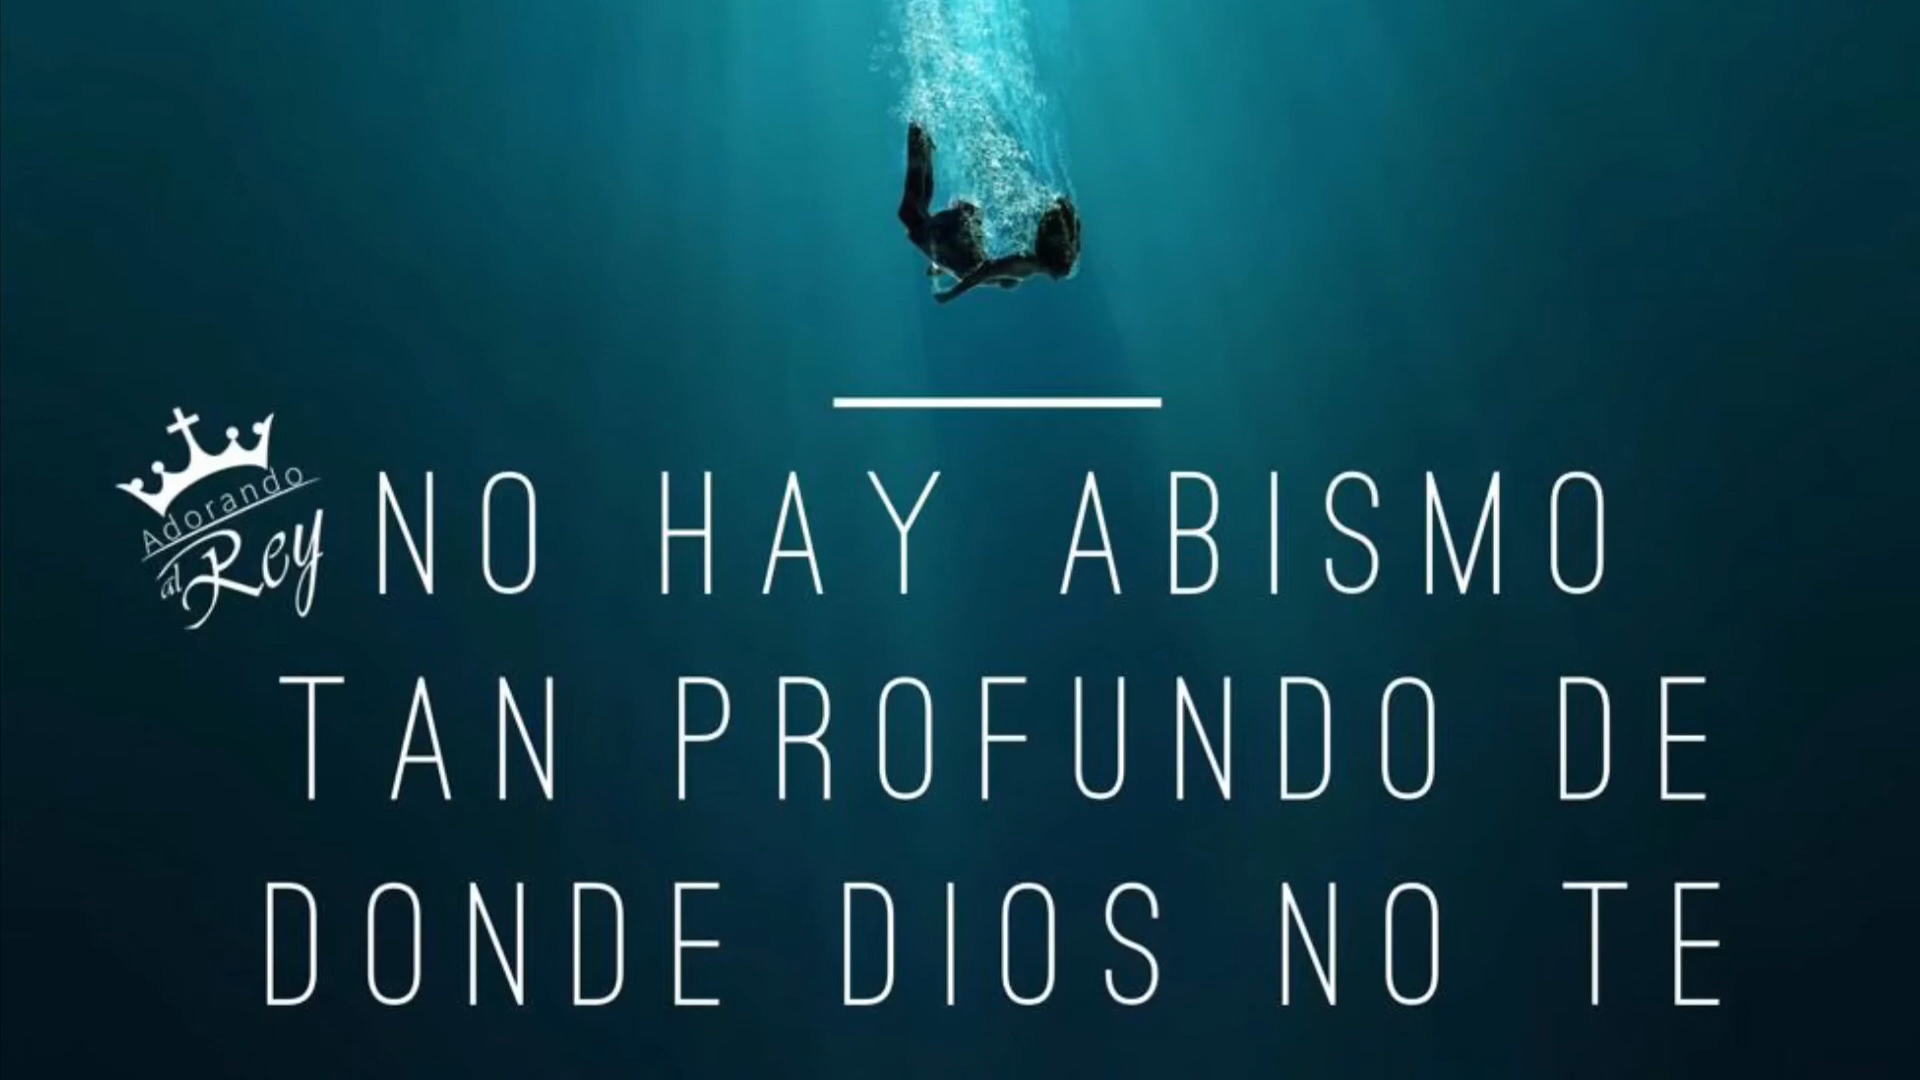 Adorando
al Rey
NO HAY ABISMO
TAN PROFUNDO DE
DONDE DIOS NO TE